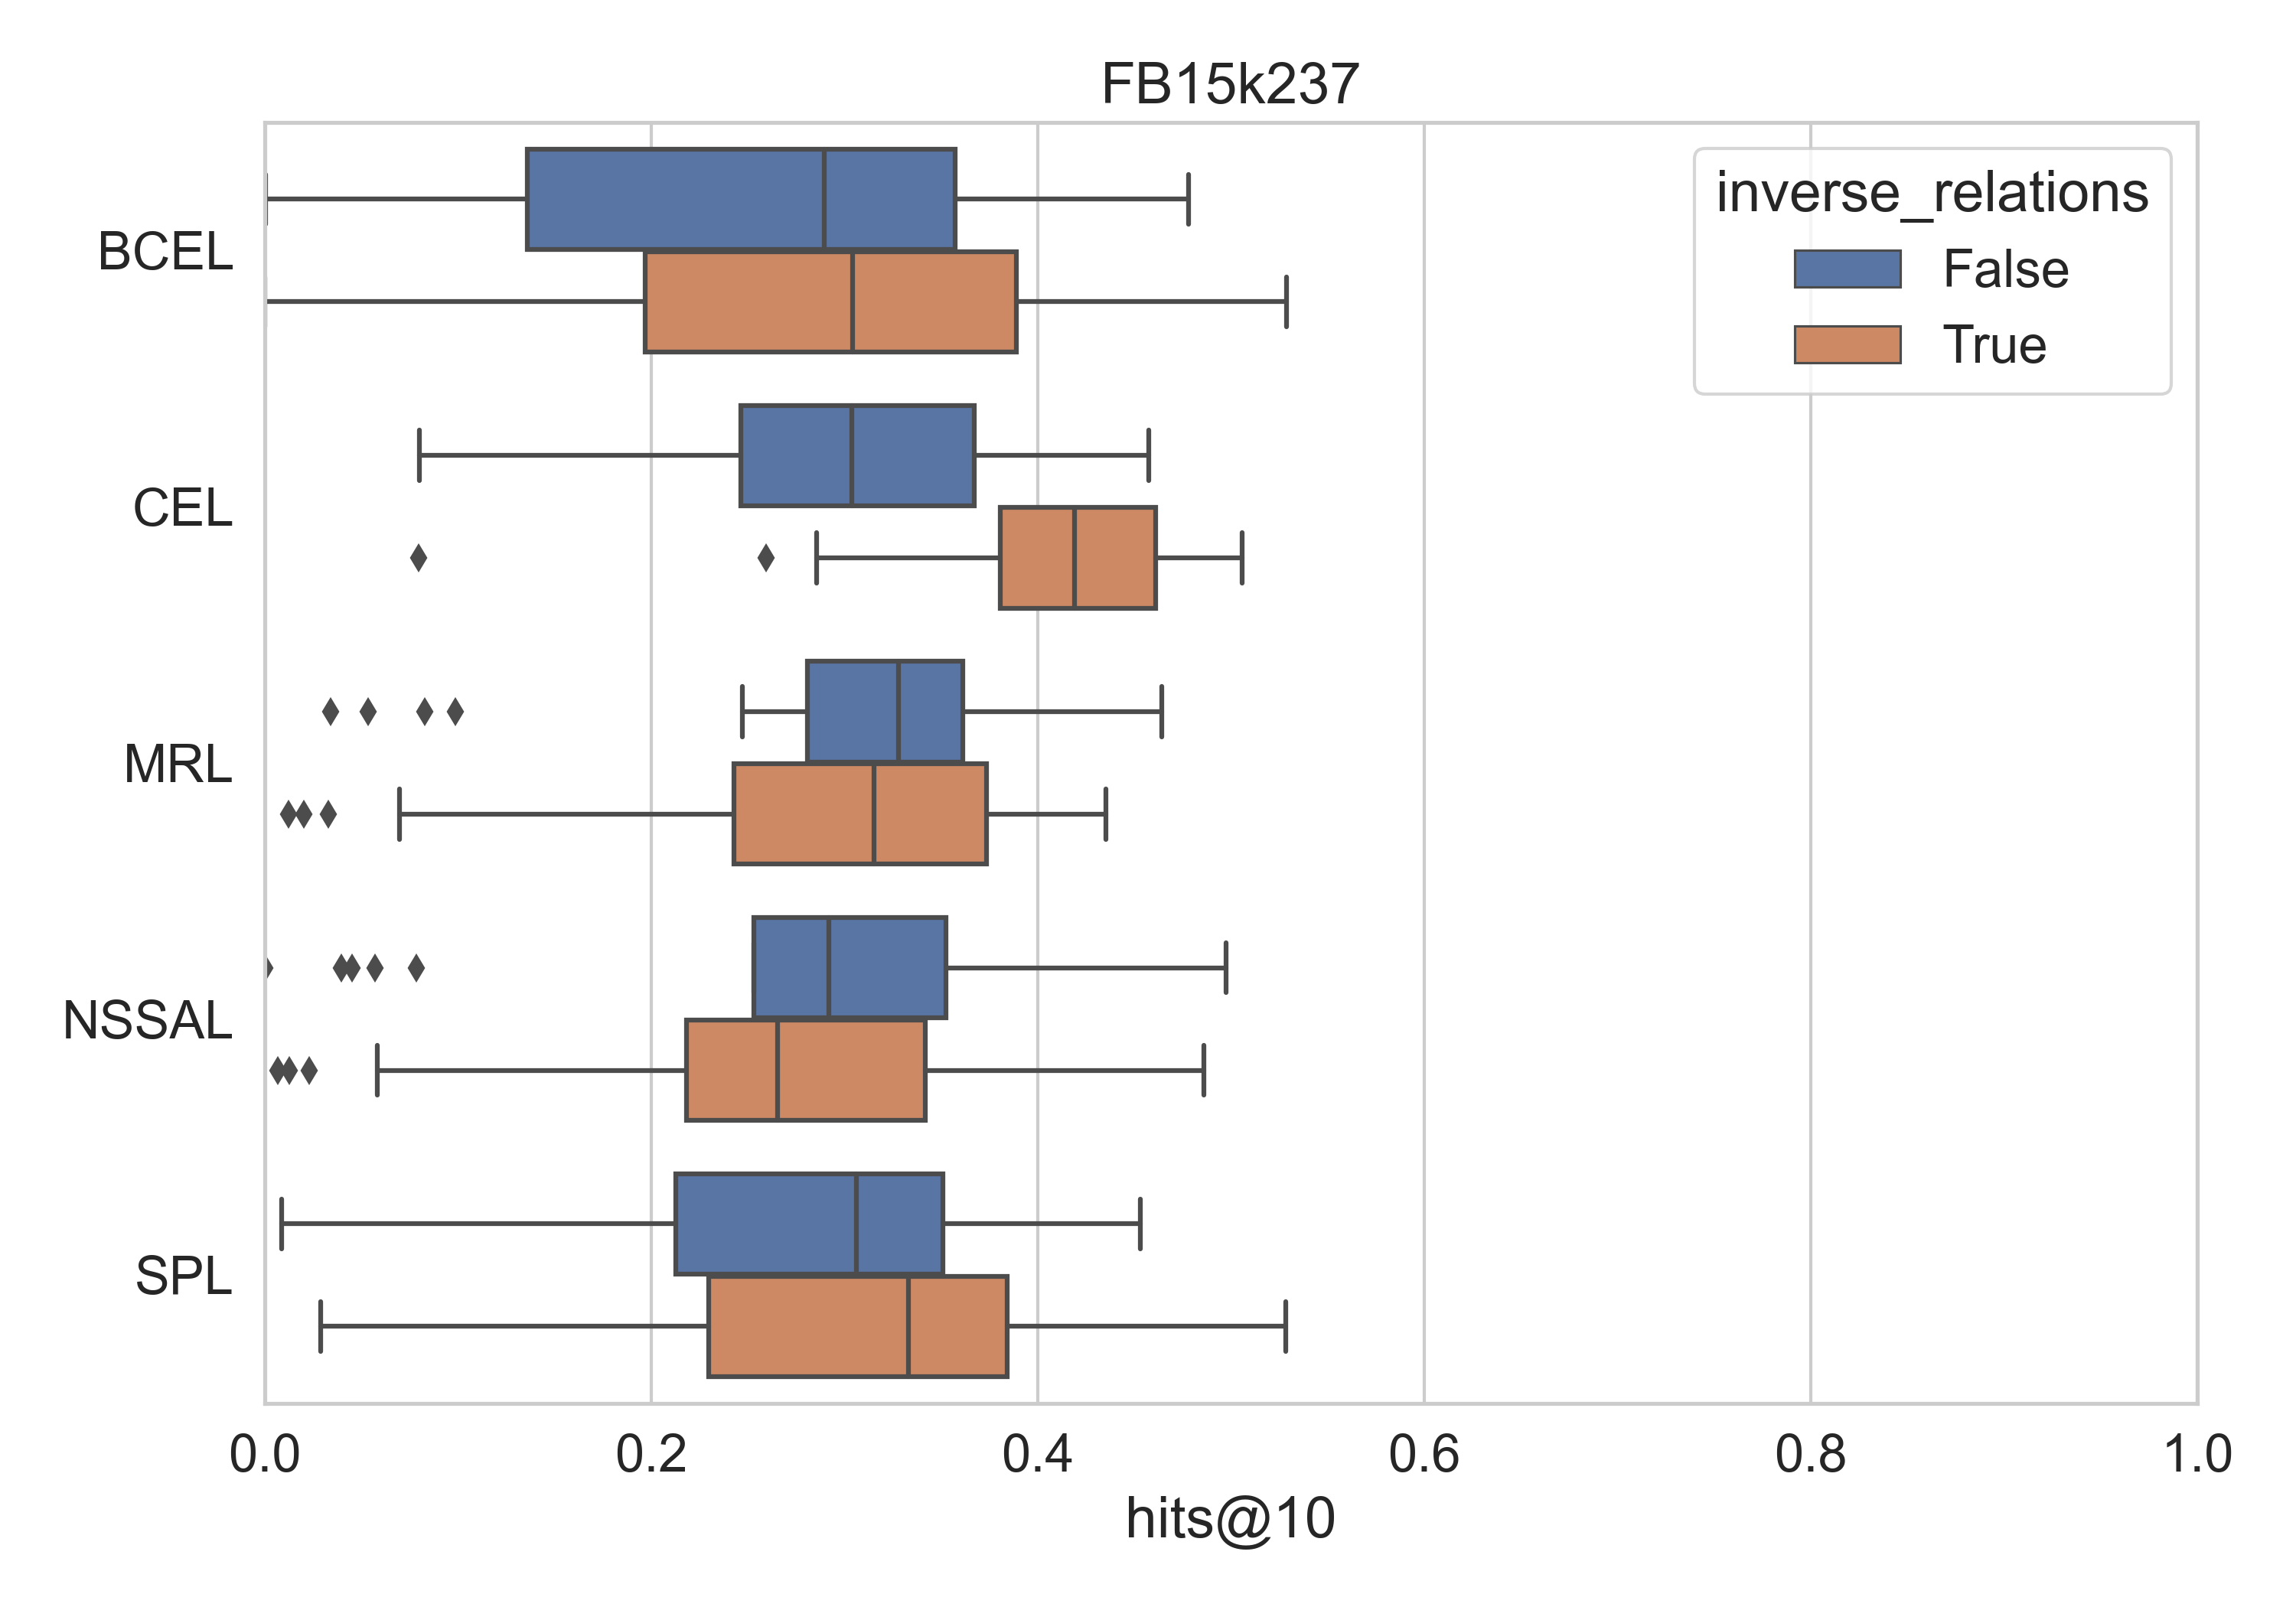 FB15k237
inverse_relations
False
True
BCEL
CEL
MRL
NSSAL
SPL
0.0 0.2 0.4 0.6 0.8 1.0
hits@10